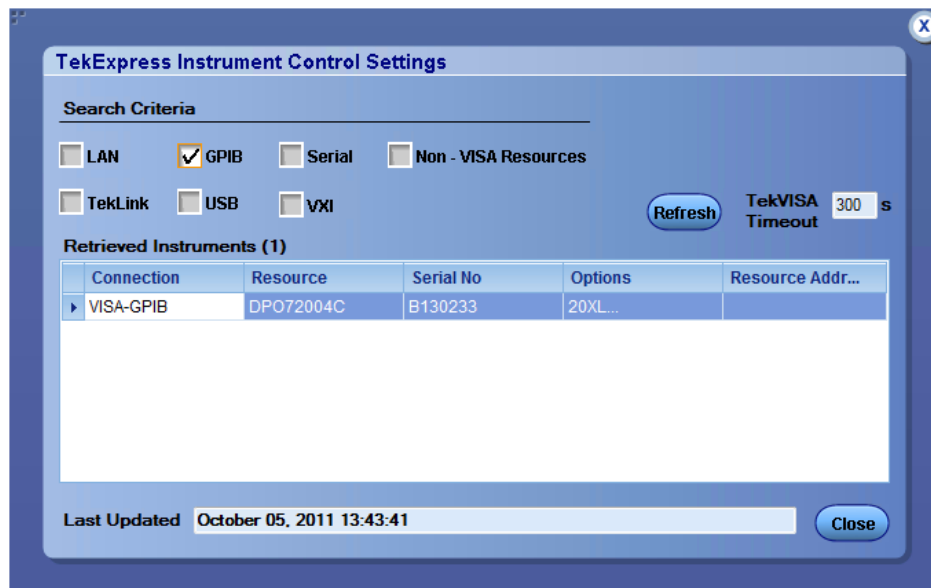 X
TekExpress Instrument Control Settings
Search Criteria
LAN GPIB Serial Non - VISA Resources
TekLink USB VXI
Refresh TekVISA Timeout 300 s
Retrieved Instruments (1)
Connection Resource Serial No Options Resource Addr...
VISA-GPIB DPO72004C B130233 20XL...
Last Updated October 05, 2011 13:43:41 Close